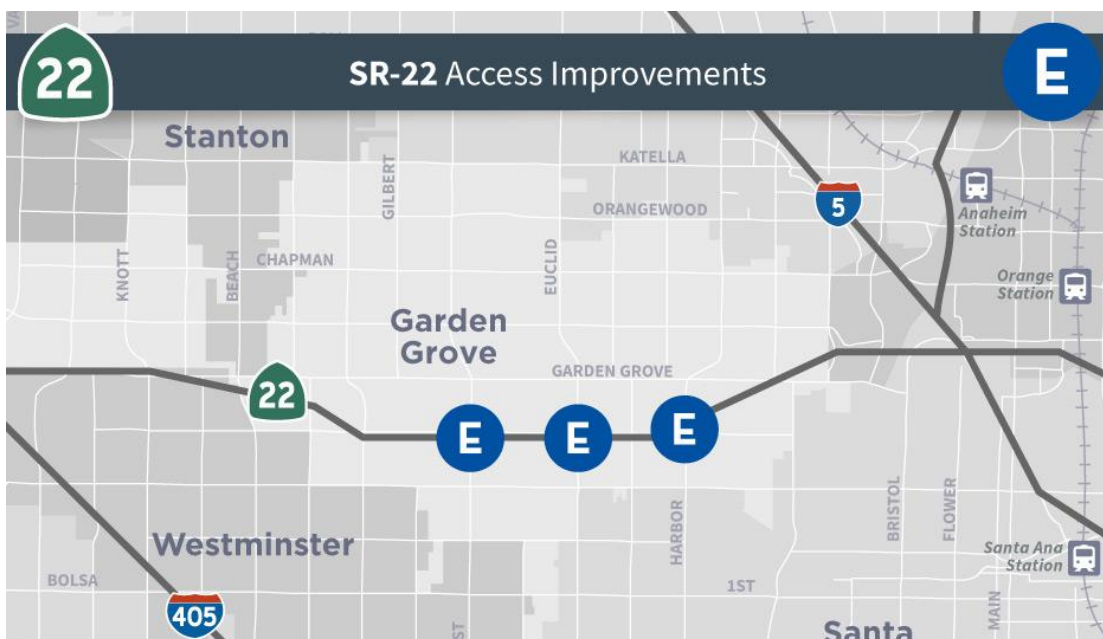 22
SR-22 Access Improvements
E
Stanton
GILBERT
KATELLA
ORANGEWOOD
5
Anaheim
Station
KNOTT
BEACH
CHAPMAN
EUCLID
Orange
Station
Garden
Grove
GARDEN GROVE
22
E
E
E
HARBOR
BRISTOL
FLOWER
Westminster
Santa Ana
Station
BOLSA
1ST
405
MAIN
Santa